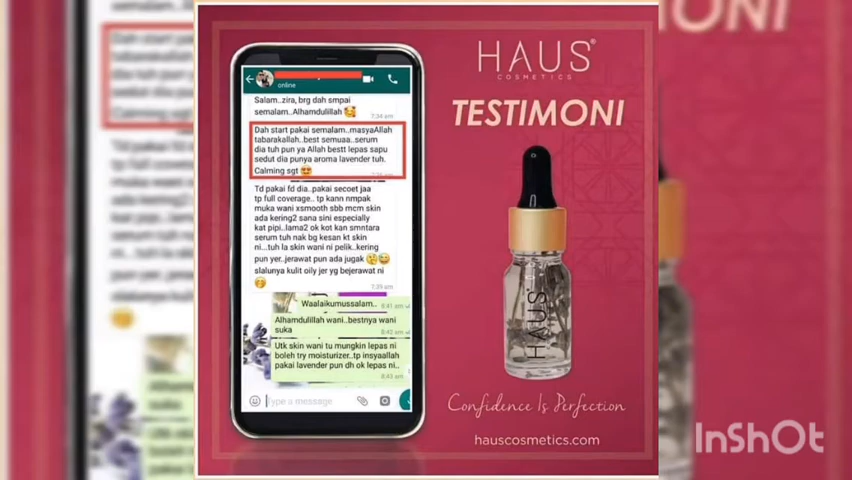 HAUS®
COSMETICS
TESTIMONI
online
Salam..zira, brg dah smpai
semalam..Alhamdulillah 🥰
7:34 am
Dah start pakai semalam..masyaAllah
tabarakallah..best semuaa..serum
dia tuh pun ya Allah bestt lepas sapu
sedut dia punya aroma lavender tuh.
Calming sgt 😍
Td pakai fd dia..pakai secoet jaa
tp full coverage.. tp kann nmpak
muka wani xsmooth sbb mcm skin
ada kering2 sana sini especially
kat pipi..lama2 ok kot kan smntara
serum tuh nak bg kesan kt skin
ni...tuh la skin wani ni pelik..kering
pun yer..jerawat pun ada jugak 🤔😅
slalunya kulit oily jer yg bejerawat ni
🤭
7:39 am
Waalaikumussalam..
8:41 am
Alhamdulillah wani..bestnya wani
suka
8:42 am
Utk skin wani tu mungkin lepas ni
boleh try moisturizer..tp insyaallah
pakai lavender pun dh ok lepas ni..
8:43 am
Type a message
HAUS
Confidence Is Perfection
hauscosmetics.com
InShOt